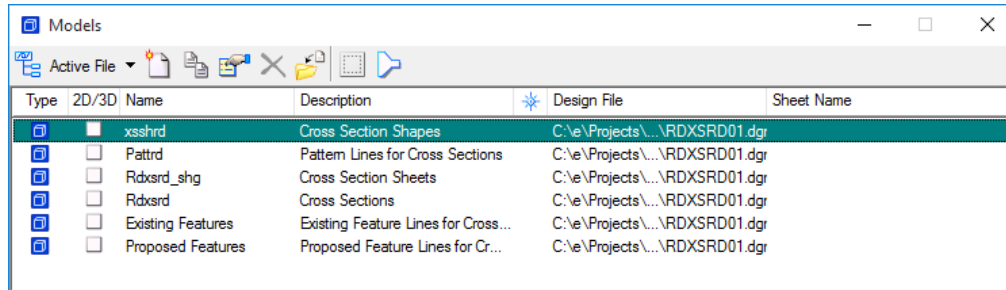 Models
Active File
Type 2D/3D Name Description Design File Sheet Name
xsshrd Cross Section Shapes C:\e\Projects\...\RDXSRD01.dgr
Pattrd Pattern Lines for Cross Sections C:\e\Projects\...\RDXSRD01.dgr
Rdxsrd_shg Cross Section Sheets C:\e\Projects\...\RDXSRD01.dgr
Rdxsrd Cross Sections C:\e\Projects\...\RDXSRD01.dgr
Existing Features Existing Feature Lines for Cross... C:\e\Projects\...\RDXSRD01.dgr
Proposed Features Proposed Feature Lines for Cr... C:\e\Projects\...\RDXSRD01.dgr